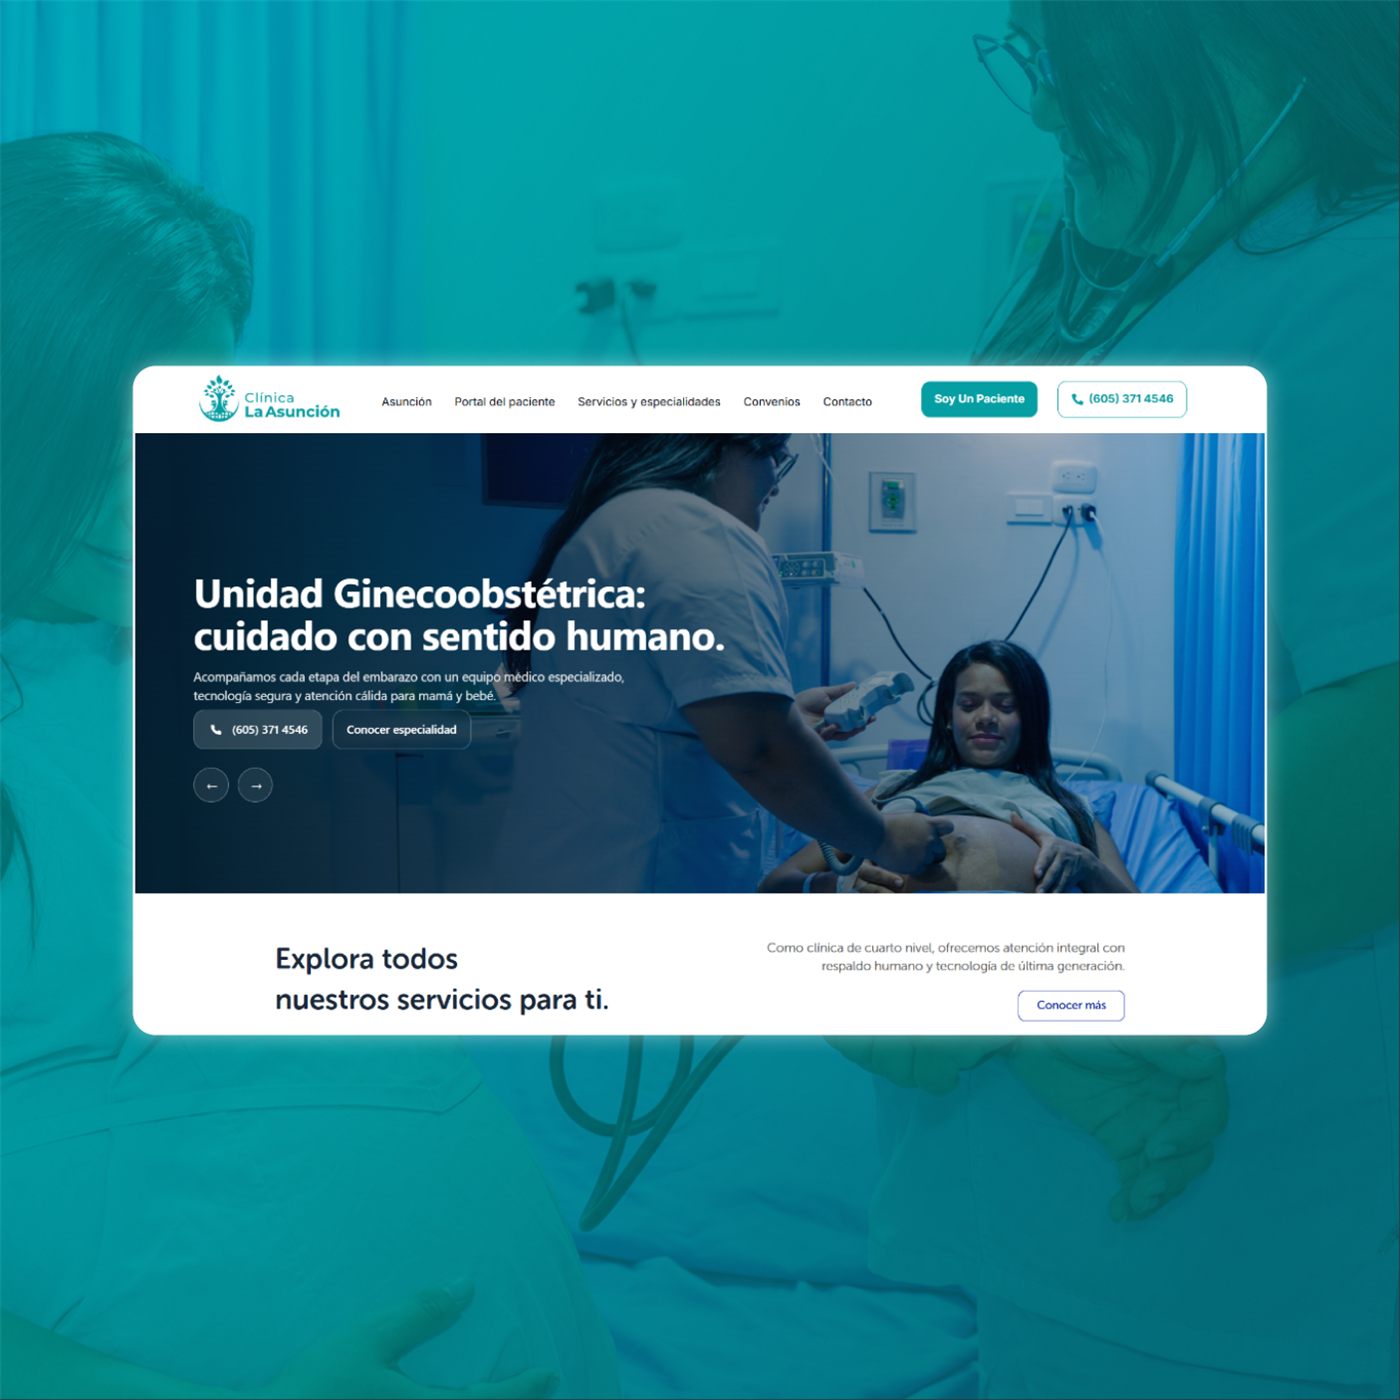 Clínica
La Asunción
Asunción
Portal del paciente
Servicios y especialidades
Convenios
Contacto
Soy Un Paciente
(605) 371 4546
Unidad Ginecoobstétrica:
cuidado con sentido humano.
Acompañamos cada etapa del embarazo con un equipo médico especializado,
tecnología segura y atención cálida para mamá y bebé.
(605) 371 4546
Conocer especialidad
← →
Explora todos
nuestros servicios para ti.
Como clínica de cuarto nivel, ofrecemos atención integral con
respaldo humano y tecnología de última generación.
Conocer más